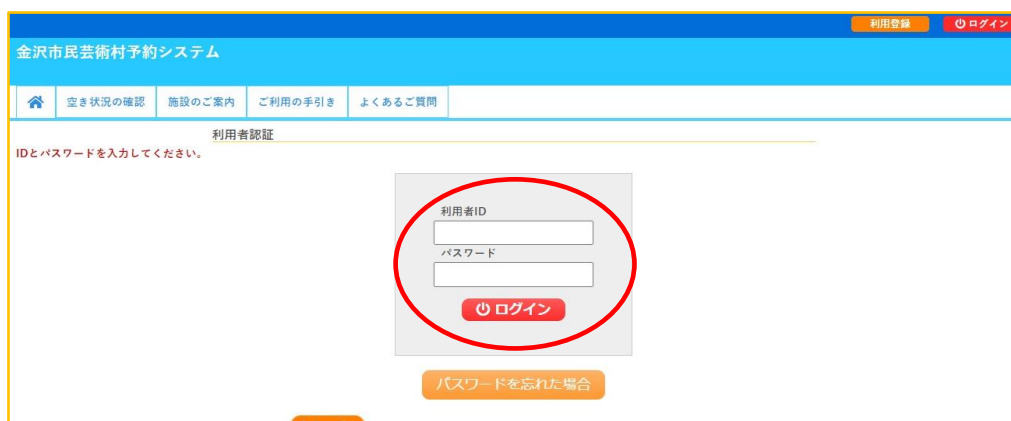 利用登録
ログイン
金沢市民芸術村予約システム
空き状況の確認
施設のご案内
ご利用の手引き
よくあるご質問
利用者認証
IDとパスワードを入力してください。
利用者ID
パスワード
ログイン
パスワードを忘れた場合